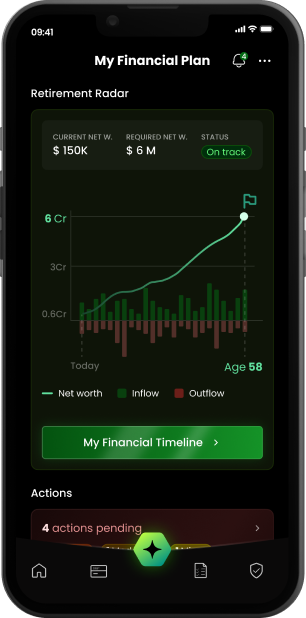 09:41
My Financial Plan
4
Retirement Radar
CURRENT NET W. REQUIRED NET W. STATUS
$ 150K $ 6 M On track
6 Cr
3Cr
0.6Cr
Today Age 58
Net worth Inflow Outflow
My Financial Timeline
Actions
4 actions pending